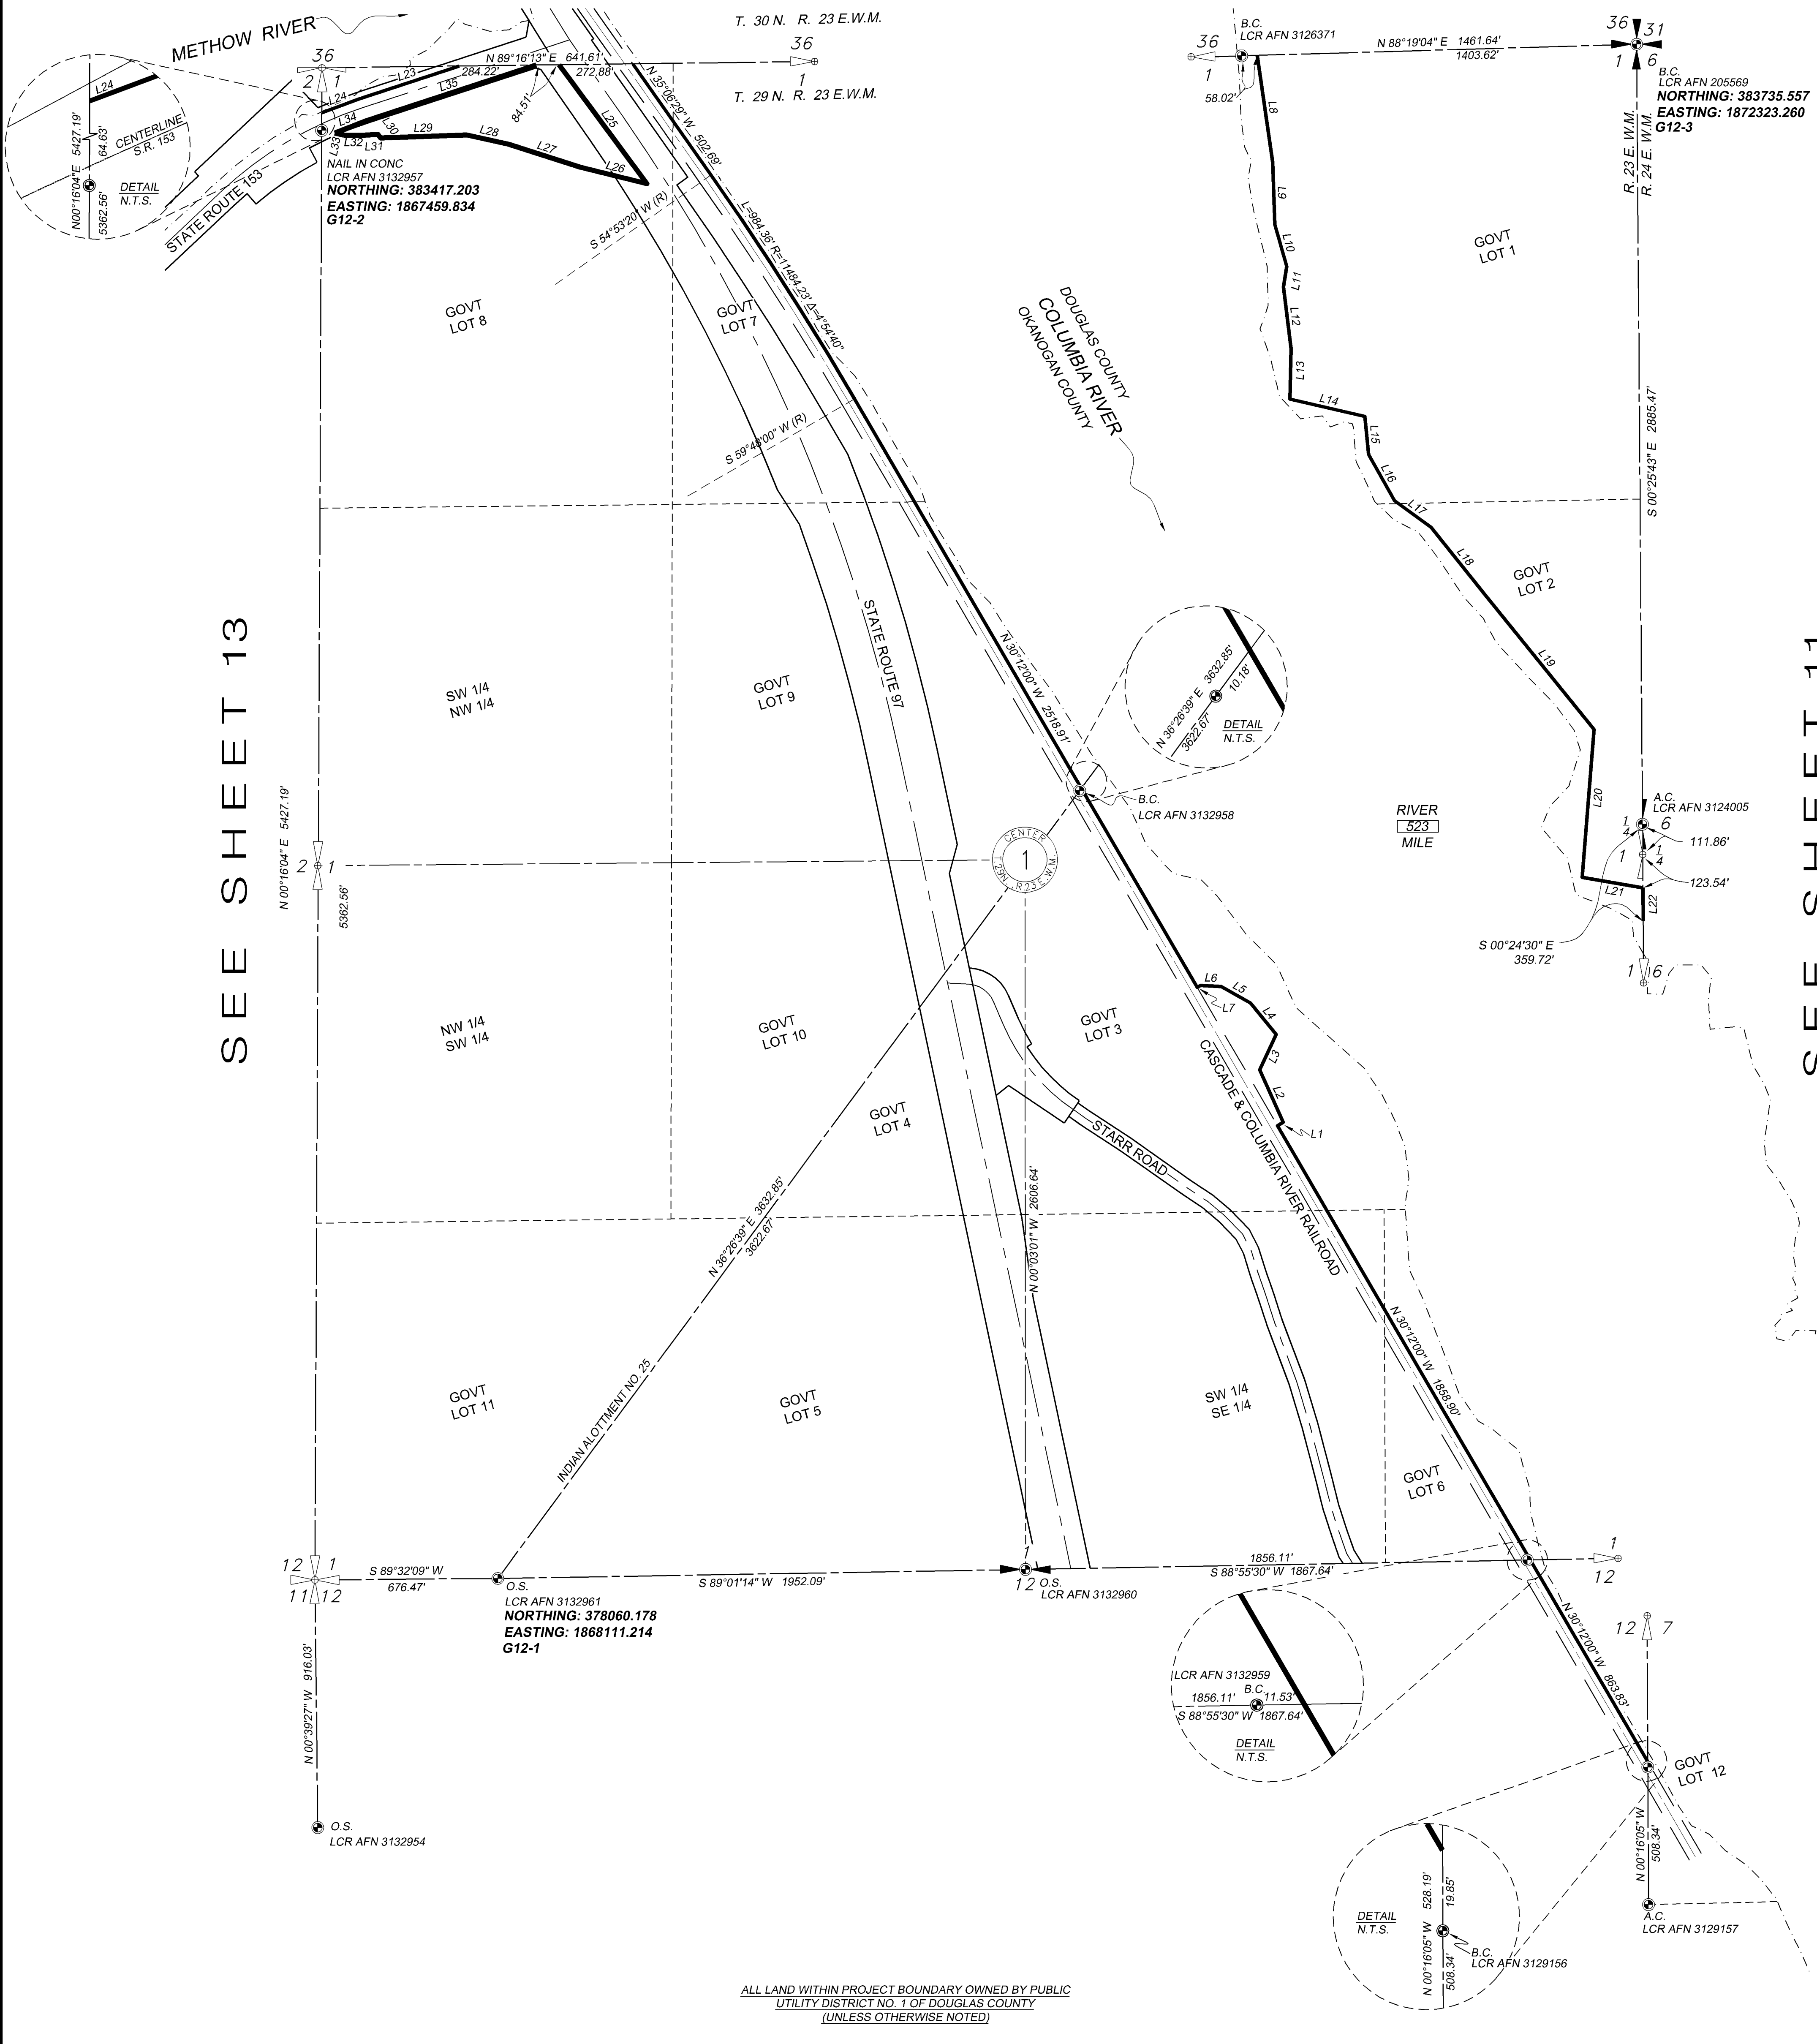 METHOW RIVER
T. 30 N. R. 23 E.W.M.
36
36
2 1
1
N 89°16'13" E 641.61'
284.22'
272.88'
84.51'
T. 29 N. R. 23 E.W.M.
L23
L24
L35
L34
L33
L32
L31
L30
L29
L28
L27
L26
L25
L24
CENTERLINE
S.R. 153
N00°16'04"E 5427.19'
64.63'
5362.56'
DETAIL
N.T.S.
STATE ROUTE 153
NAIL IN CONC
LCR AFN 3132957
NORTHING: 383417.203
EASTING: 1867459.834
G12-2
N 35°06'29" W 502.69'
S 54°53'20" W (R)
L=984.36' R=11484.23' Δ=4°54'40"
S 59°48'00" W (R)
B.C.
LCR AFN 3126371
36
1
N 88°19'04" E 1461.64'
1403.62'
58.02'
36 31
1 6
B.C.
LCR AFN 205569
NORTHING: 383735.557
EASTING: 1872323.260
G12-3
R. 23 E. W.M.
R. 24 E. W.M.
L8
L9
L10
L11
L12
L13
L14
L15
L16
L17
L18
L19
L20
L21
L22
GOVT
LOT 1
GOVT
LOT 8
GOVT
LOT 7
DOUGLAS COUNTY
COLUMBIA RIVER
OKANOGAN COUNTY
S 00°25'43" E 2885.47'
GOVT
LOT 2
SEE SHEET 13
SEE SHEET 11
SW 1/4
NW 1/4
GOVT
LOT 9
STATE ROUTE 97
N 30°12'00" W 2518.91'
N 36°26'39" E 3632.85'
3622.67'
10.18'
DETAIL
N.T.S.
B.C.
LCR AFN 3132958
RIVER
523
MILE
A.C.
LCR AFN 3124005
1/4 6
1 1/4
111.86'
123.54'
S 00°24'30" E
359.72'
1 6
N 00°16'04" E 5427.19'
5362.56'
2 1
CENTER
1
T.29N., R.23E.W.M.
NW 1/4
SW 1/4
GOVT
LOT 10
GOVT
LOT 3
GOVT
LOT 4
L6
L7
L5
L4
L3
L2
L1
STARR ROAD
CASCADE & COLUMBIA RIVER RAILROAD
N 36°26'39" E 3632.85'
3622.67'
N 00°03'01" W 2606.64'
INDIAN ALOTTMENT NO. 25
GOVT
LOT 11
GOVT
LOT 5
SW 1/4
SE 1/4
GOVT
LOT 6
N 30°12'00" W 1858.90'
12 1
11 12
S 89°32'09" W
676.47'
O.S.
LCR AFN 3132961
NORTHING: 378060.178
EASTING: 1868111.214
G12-1
S 89°01'14" W 1952.09'
1
12
O.S.
LCR AFN 3132960
1856.11'
S 88°55'30" W 1867.64'
1
12
LCR AFN 3132959
B.C.
1856.11'
11.53'
S 88°55'30" W 1867.64'
DETAIL
N.T.S.
N 30°12'00" W 863.83'
12 7
GOVT
LOT 12
N 00°39'27" W 916.03'
O.S.
LCR AFN 3132954
N 00°16'05" W
508.34'
A.C.
LCR AFN 3129157
DETAIL
N.T.S.
N 00°16'05" W 528.19'
19.85'
508.34'
B.C.
LCR AFN 3129156
ALL LAND WITHIN PROJECT BOUNDARY OWNED BY PUBLIC
UTILITY DISTRICT NO. 1 OF DOUGLAS COUNTY
(UNLESS OTHERWISE NOTED)